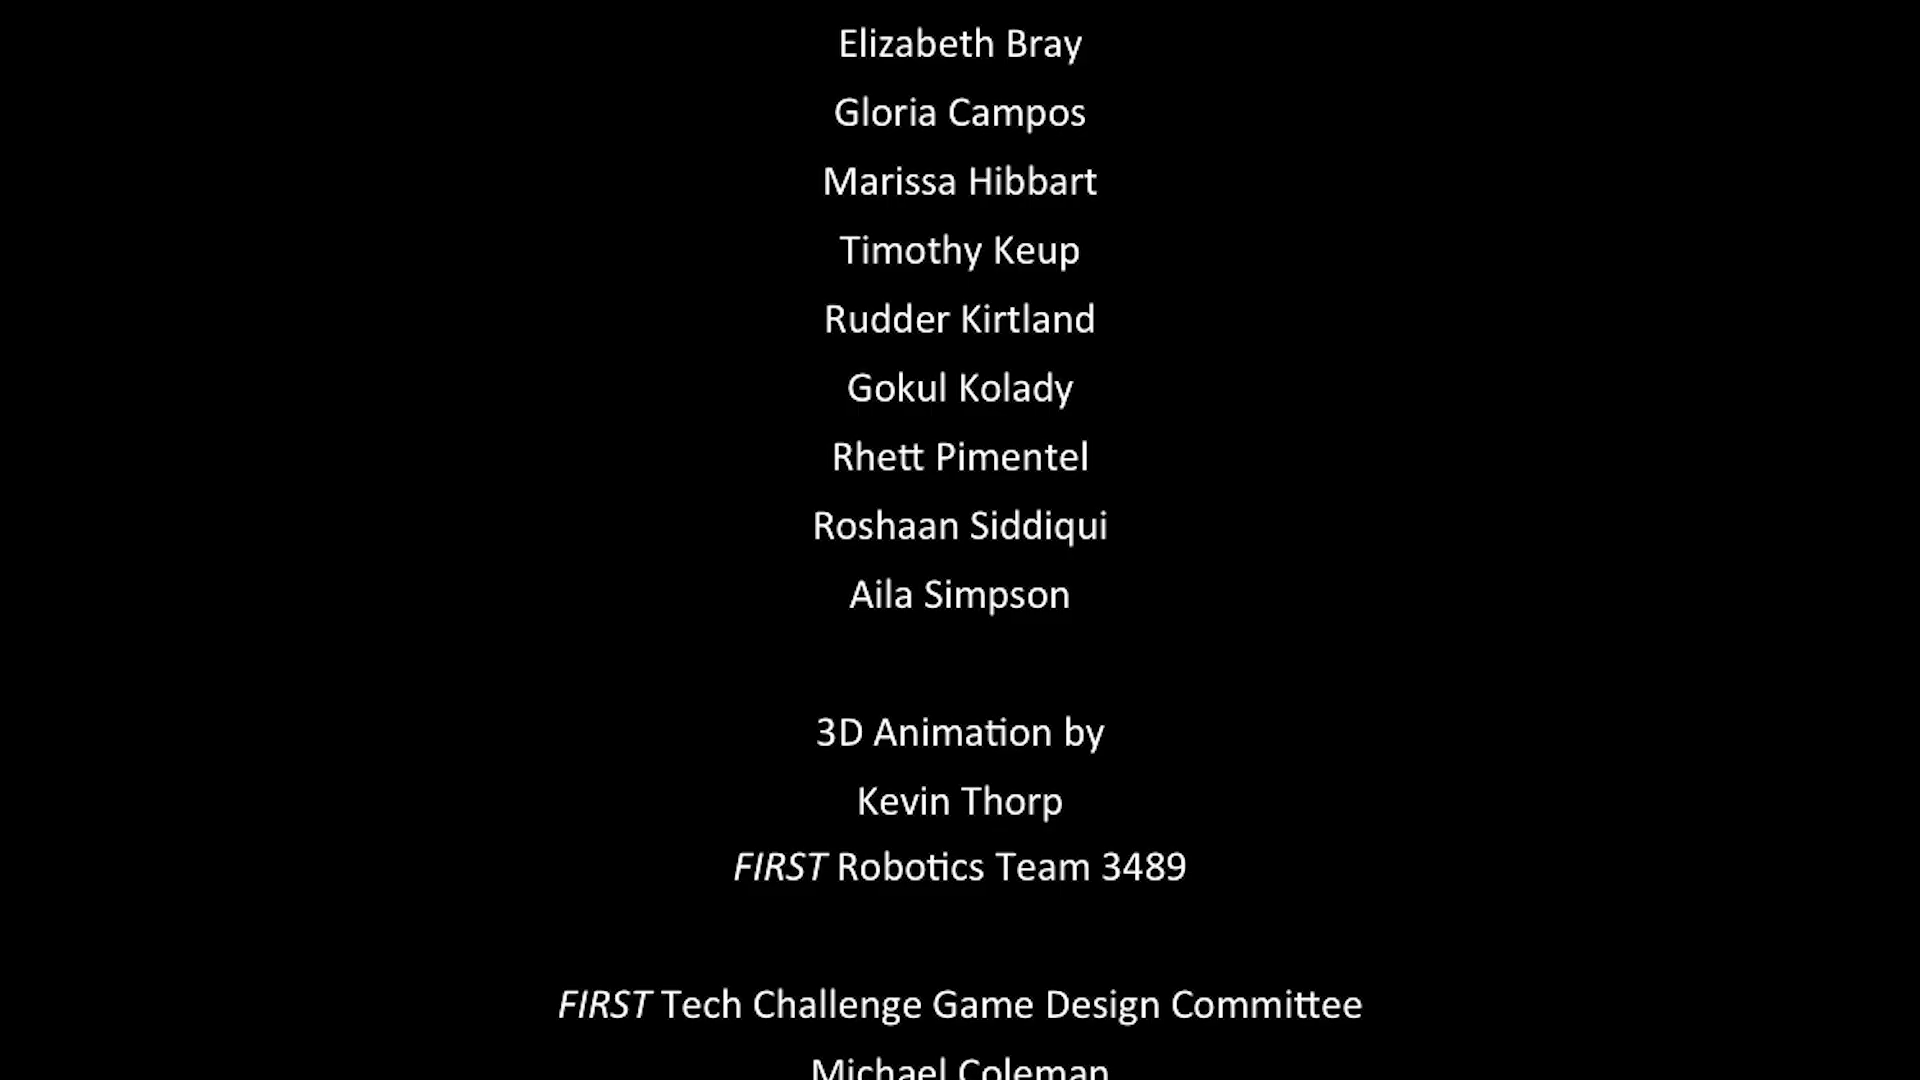 Elizabeth Bray
Gloria Campos
Marissa Hibbart
Timothy Keup
Rudder Kirtland
Gokul Kolady
Rhett Pimentel
Roshaan Siddiqui
Aila Simpson
3D Animation by
Kevin Thorp
FIRST Robotics Team 3489
FIRST Tech Challenge Game Design Committee
Michael Coleman